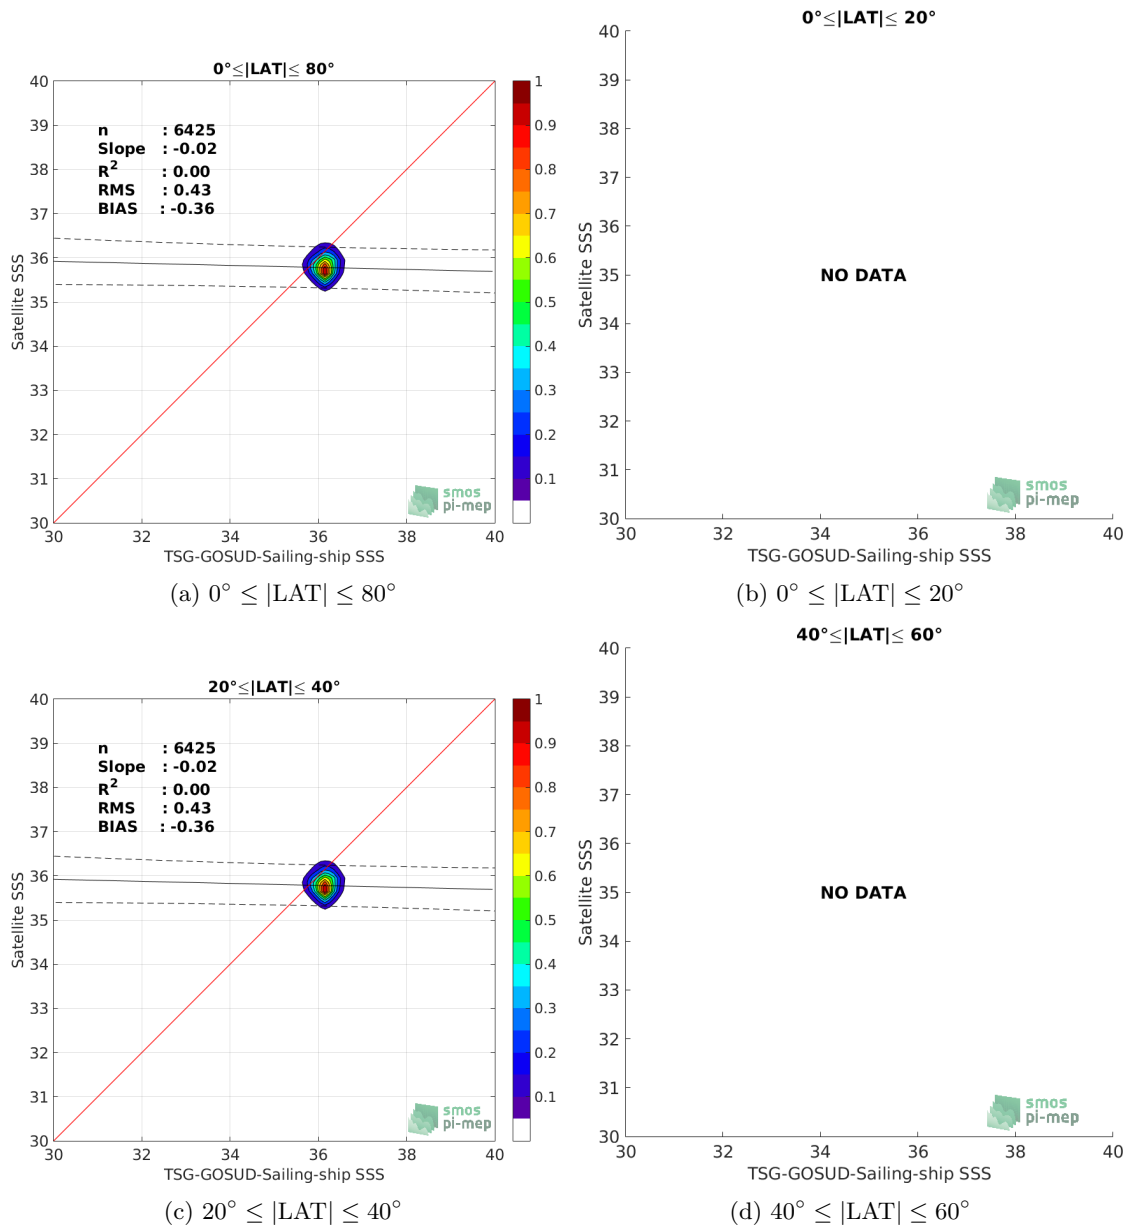 0°≤|LAT|≤ 80°
40
39
38
37
36
35
34
33
32
31
30
Satellite SSS
n : 6425
Slope : -0.02
R² : 0.00
RMS : 0.43
BIAS : -0.36
30 32 34 36 38 40
TSG-GOSUD-Sailing-ship SSS
1
0.9
0.8
0.7
0.6
0.5
0.4
0.3
0.2
0.1
smos
pi-mep
(a) 0° ≤ |LAT| ≤ 80°
0°≤|LAT|≤ 20°
40
39
38
37
36
35
34
33
32
31
30
Satellite SSS
NO DATA
30 32 34 36 38 40
TSG-GOSUD-Sailing-ship SSS
smos
pi-mep
(b) 0° ≤ |LAT| ≤ 20°
20°≤|LAT|≤ 40°
40
39
38
37
36
35
34
33
32
31
30
Satellite SSS
n : 6425
Slope : -0.02
R² : 0.00
RMS : 0.43
BIAS : -0.36
30 32 34 36 38 40
TSG-GOSUD-Sailing-ship SSS
1
0.9
0.8
0.7
0.6
0.5
0.4
0.3
0.2
0.1
smos
pi-mep
(c) 20° ≤ |LAT| ≤ 40°
40°≤|LAT|≤ 60°
40
39
38
37
36
35
34
33
32
31
30
Satellite SSS
NO DATA
30 32 34 36 38 40
TSG-GOSUD-Sailing-ship SSS
smos
pi-mep
(d) 40° ≤ |LAT| ≤ 60°